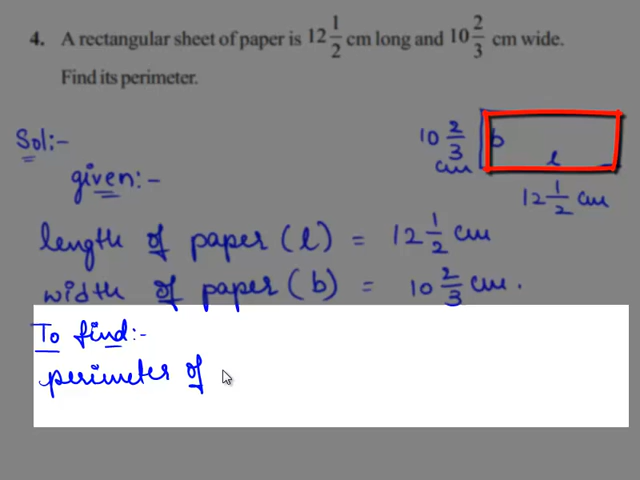 4. A rectangular sheet of paper is 12 1/2 cm long and 10 2/3 cm wide.
Find its perimeter.
Sol:-
10 2/3 cm
b
l
12 1/2 cm
given:-
length of paper (l) = 12 1/2 cm
width of paper (b) = 10 2/3 cm.
To find:-
perimeter of